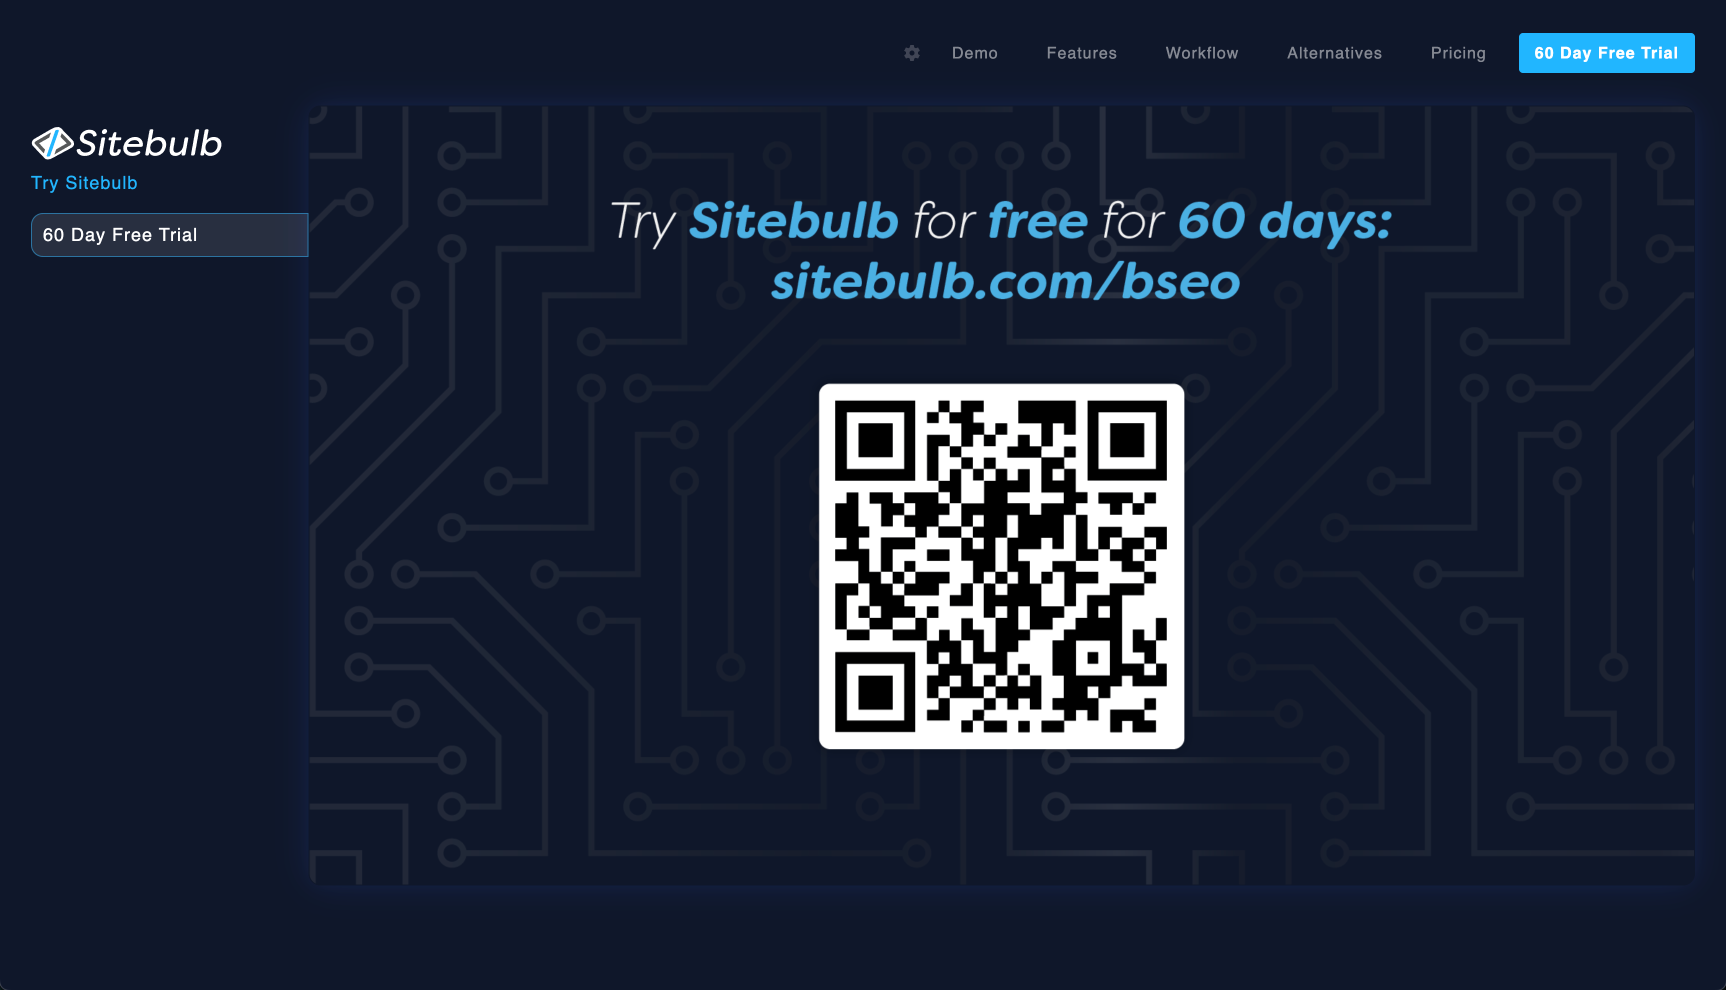 Demo
Features
Workflow
Alternatives
Pricing
60 Day Free Trial
Sitebulb
Try Sitebulb
60 Day Free Trial
Try Sitebulb for free for 60 days:
sitebulb.com/bseo